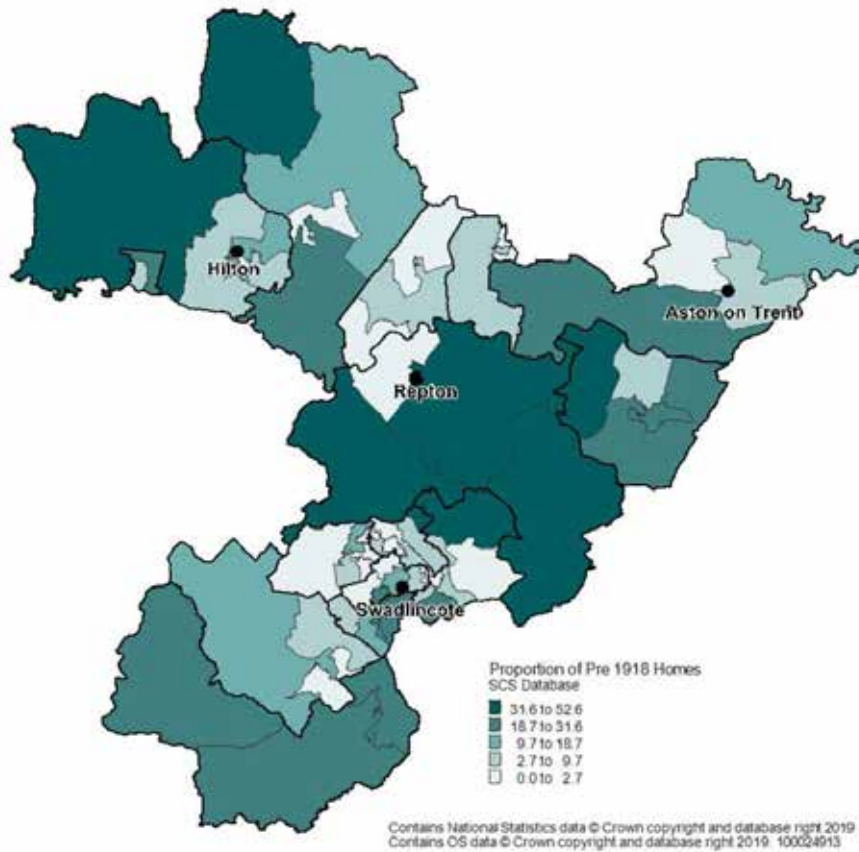 Hilton
Aston on Trent
Repton
Swadlincote
Proportion of Pre 1918 Homes
SCS Database
31.6 to 52.6
18.7 to 31.6
9.7 to 18.7
2.7 to 9.7
0.0 to 2.7
Contains National Statistics data © Crown copyright and database right 2019
Contains OS data © Crown copyright and database right 2019. 100024913